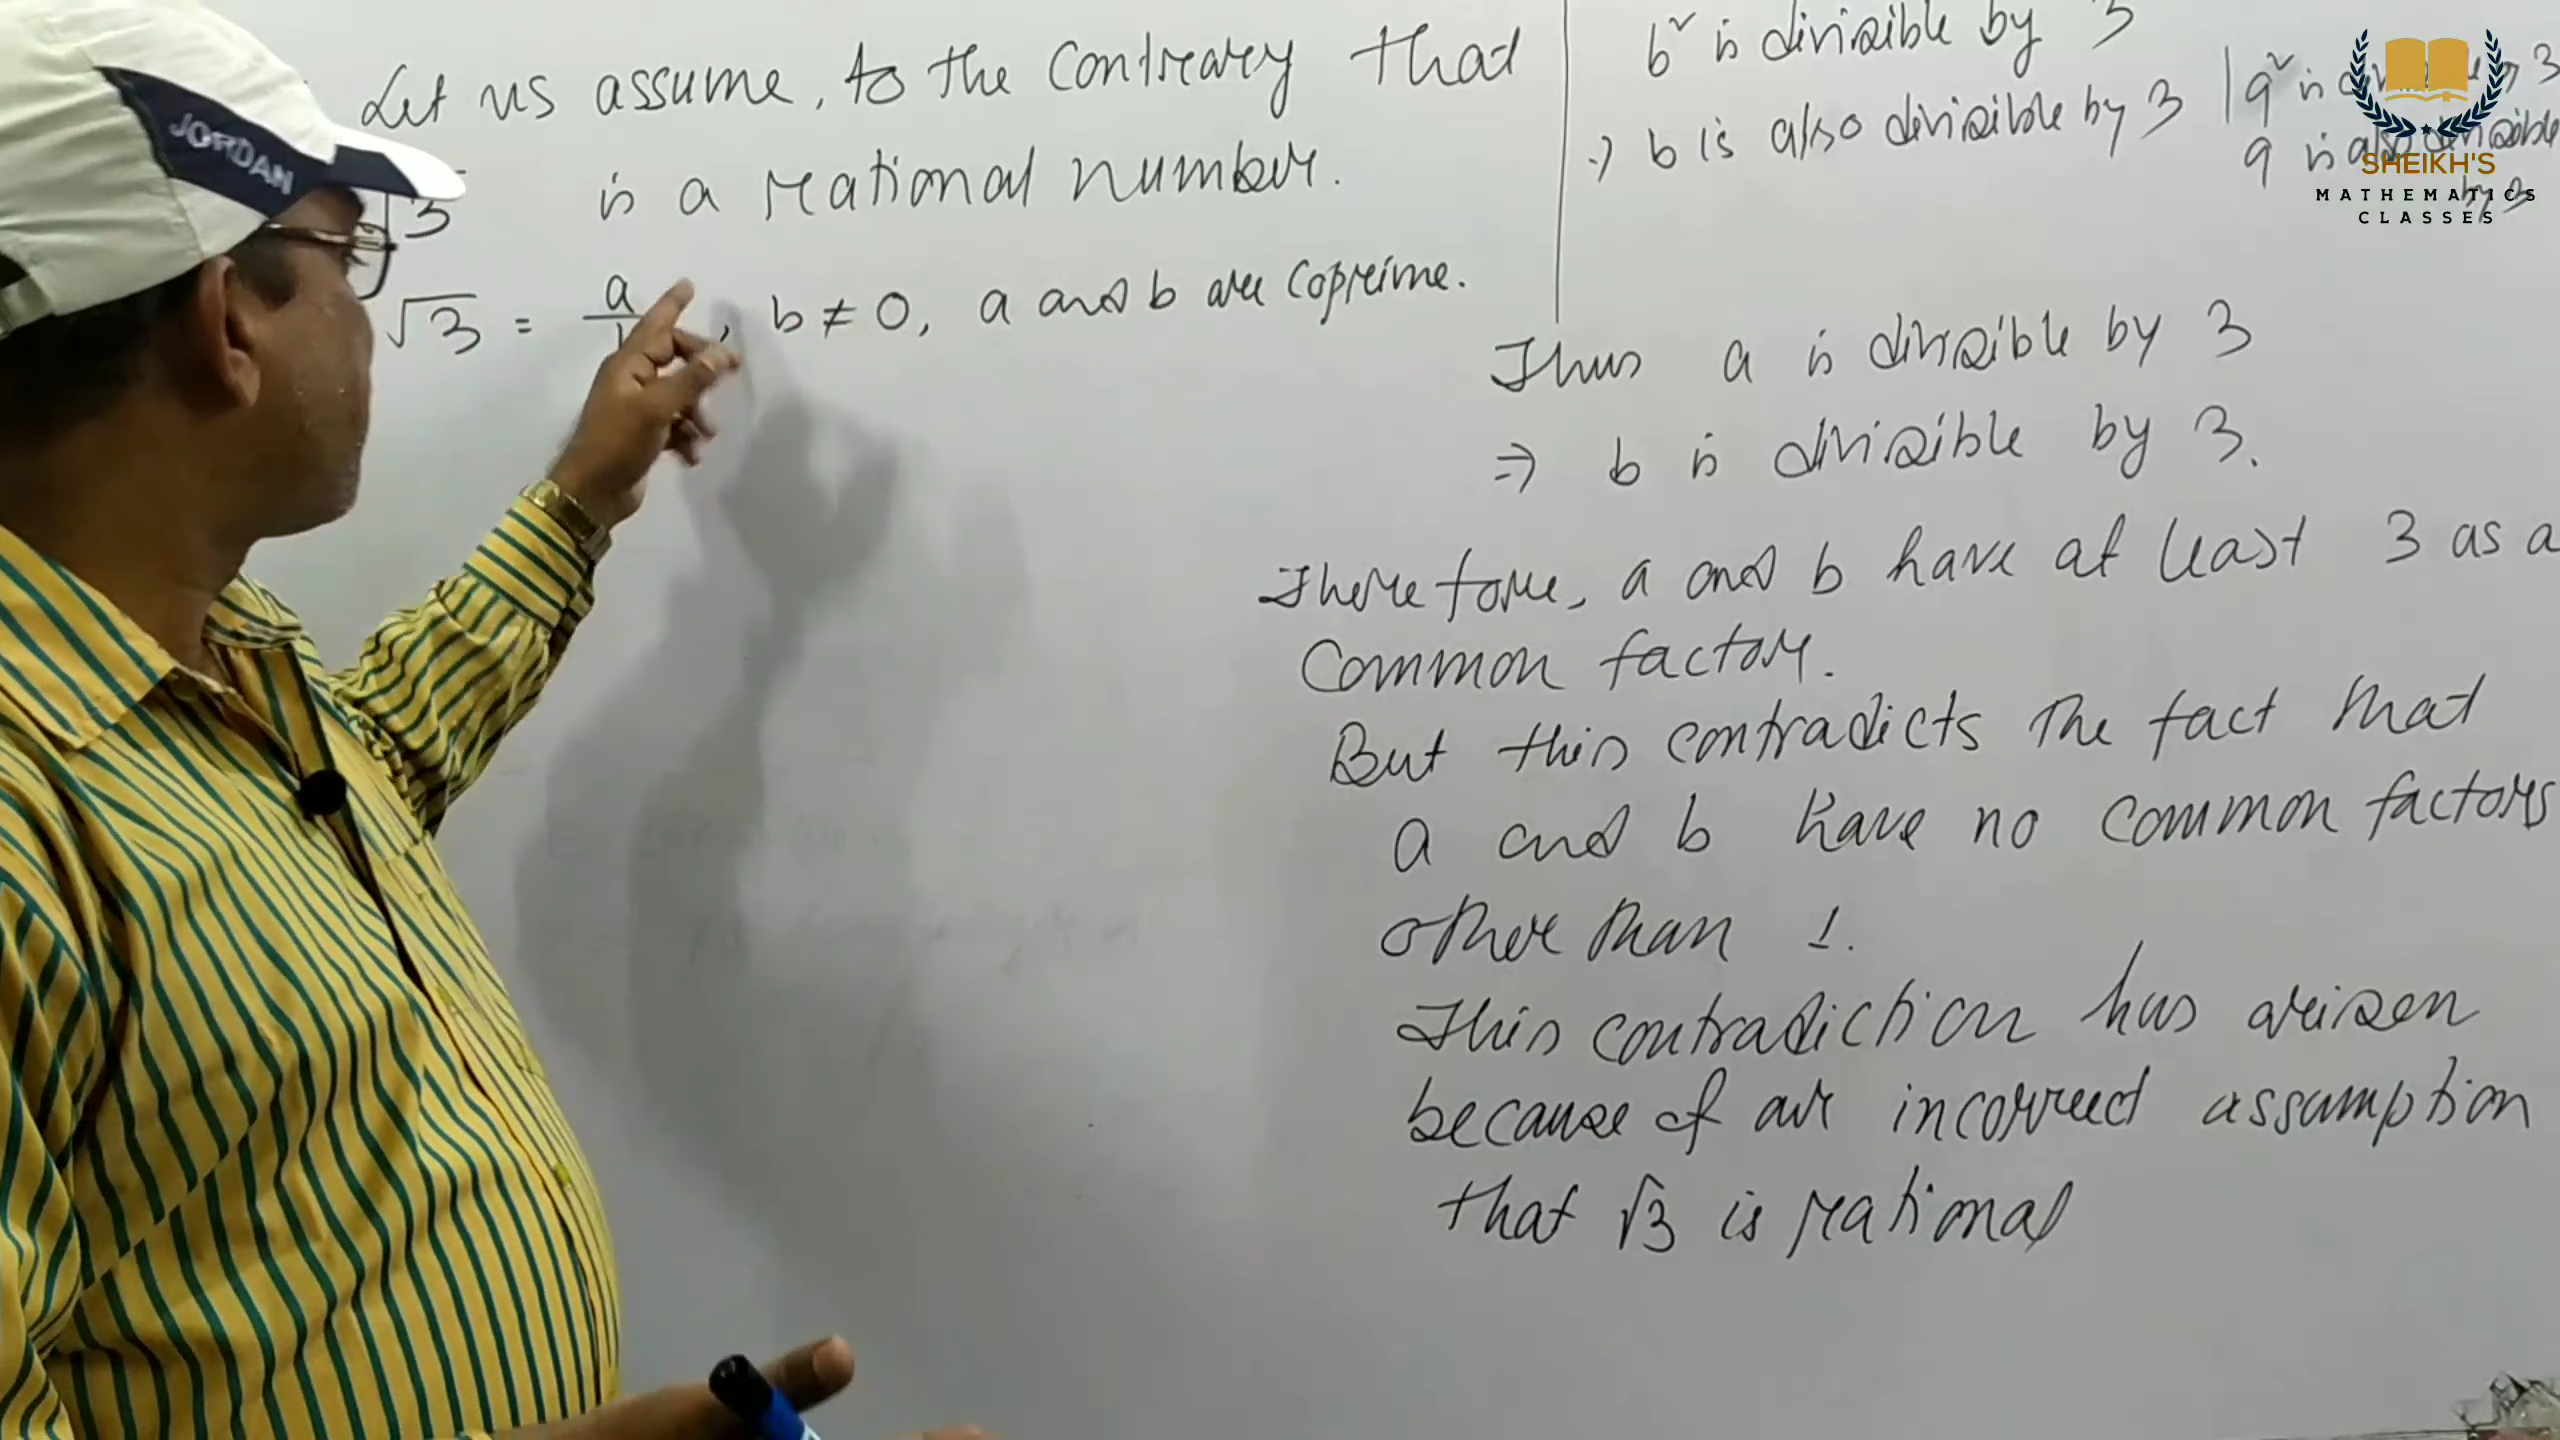 Let us assume, to the contrary that
√3 is a rational number.
√3 = a/b, b ≠ 0, a and b are coprime.
b² is divisible by 3
⇒ b is also divisible by 3
a² is by 3
a is also divisible
by 3
Thus a is divisible by 3
⇒ b is divisible by 3.
Therefore, a and b have at least 3 as a
common factor.
But this contradicts the fact that
a and b have no common factors
other than 1.
This contradiction has arisen
because of our incorrect assumption
that √3 is rational
JORDAN
SHEIKH'S
MATHEMATICS
CLASSES